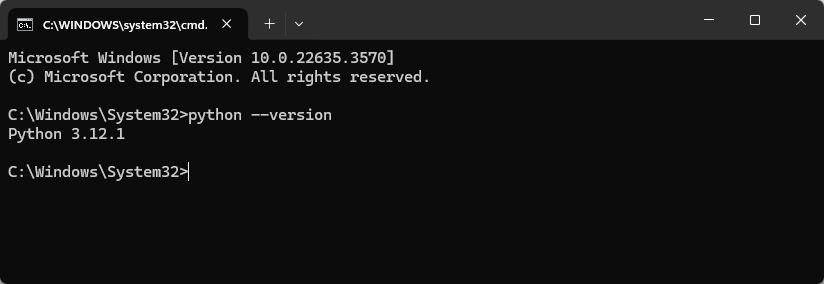 C:\WINDOWS\system32\cmd.
Microsoft Windows [Version 10.0.22635.3570]
(c) Microsoft Corporation. All rights reserved.
C:\Windows\System32>python --version
Python 3.12.1
C:\Windows\System32>